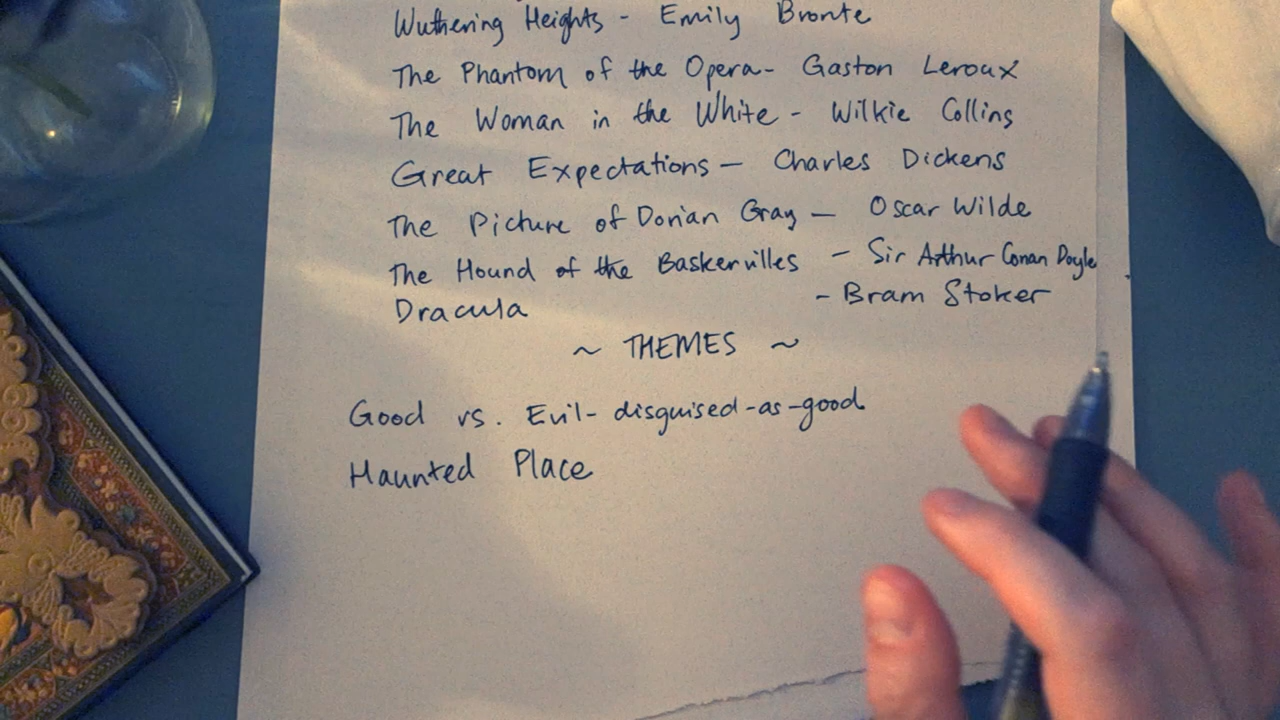 Wuthering Heights - Emily Bronte
The Phantom of the Opera - Gaston Leroux
The Woman in the White - Wilkie Collins
Great Expectations - Charles Dickens
The Picture of Dorian Gray - Oscar Wilde
The Hound of the Baskervilles - Sir Arthur Conan Doyle
Dracula - Bram Stoker
~ THEMES ~
Good vs. Evil-disguised-as-good
Haunted Place